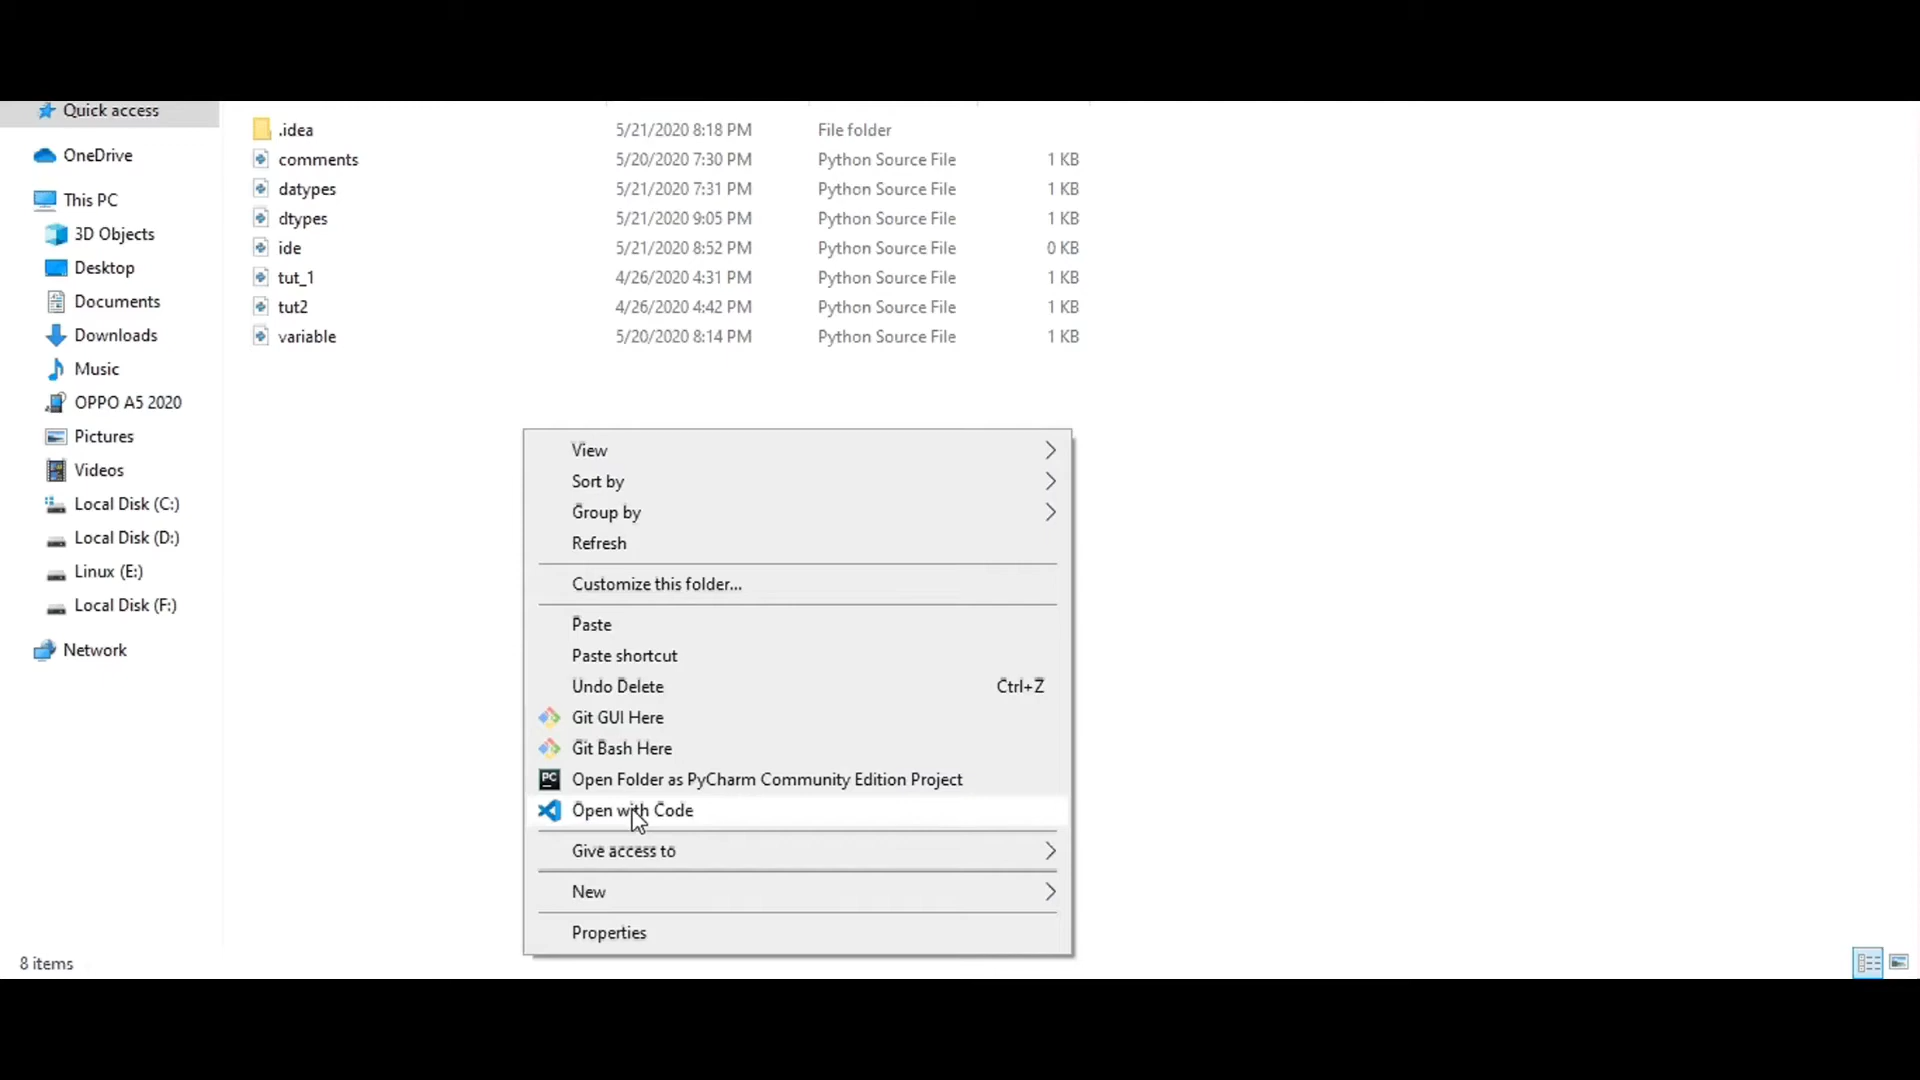 Quick access
OneDrive
This PC
3D Objects
Desktop
Documents
Downloads
Music
OPPO A5 2020
Pictures
Videos
Local Disk (C:)
Local Disk (D:)
Linux (E:)
Local Disk (F:)
Network
.idea 5/21/2020 8:18 PM File folder
comments 5/20/2020 7:30 PM Python Source File 1 KB
datypes 5/21/2020 7:31 PM Python Source File 1 KB
dtypes 5/21/2020 9:05 PM Python Source File 1 KB
ide 5/21/2020 8:52 PM Python Source File 0 KB
tut_1 4/26/2020 4:31 PM Python Source File 1 KB
tut2 4/26/2020 4:42 PM Python Source File 1 KB
variable 5/20/2020 8:14 PM Python Source File 1 KB
View
Sort by
Group by
Refresh
Customize this folder...
Paste
Paste shortcut
Undo Delete Ctrl+Z
Git GUI Here
Git Bash Here
PC Open Folder as PyCharm Community Edition Project
Open with Code
Give access to
New
Properties
8 items